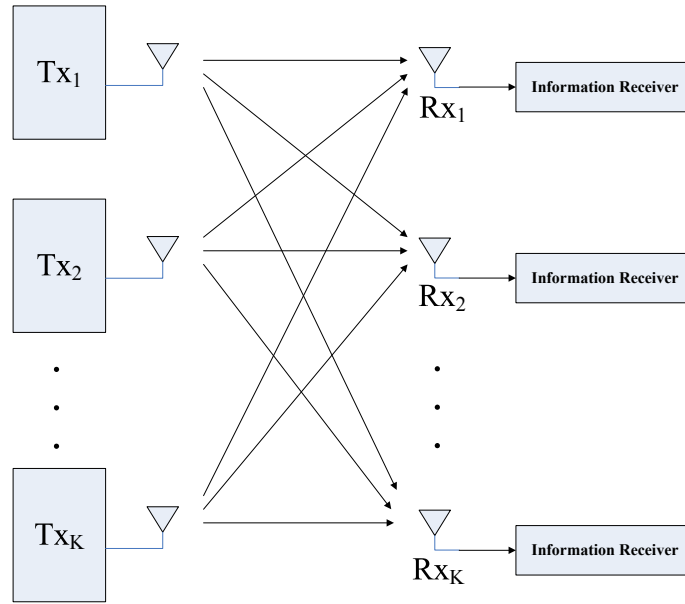 Tx1
Rx1
Information Receiver
Tx2
Rx2
Information Receiver
TxK
RxK
Information Receiver